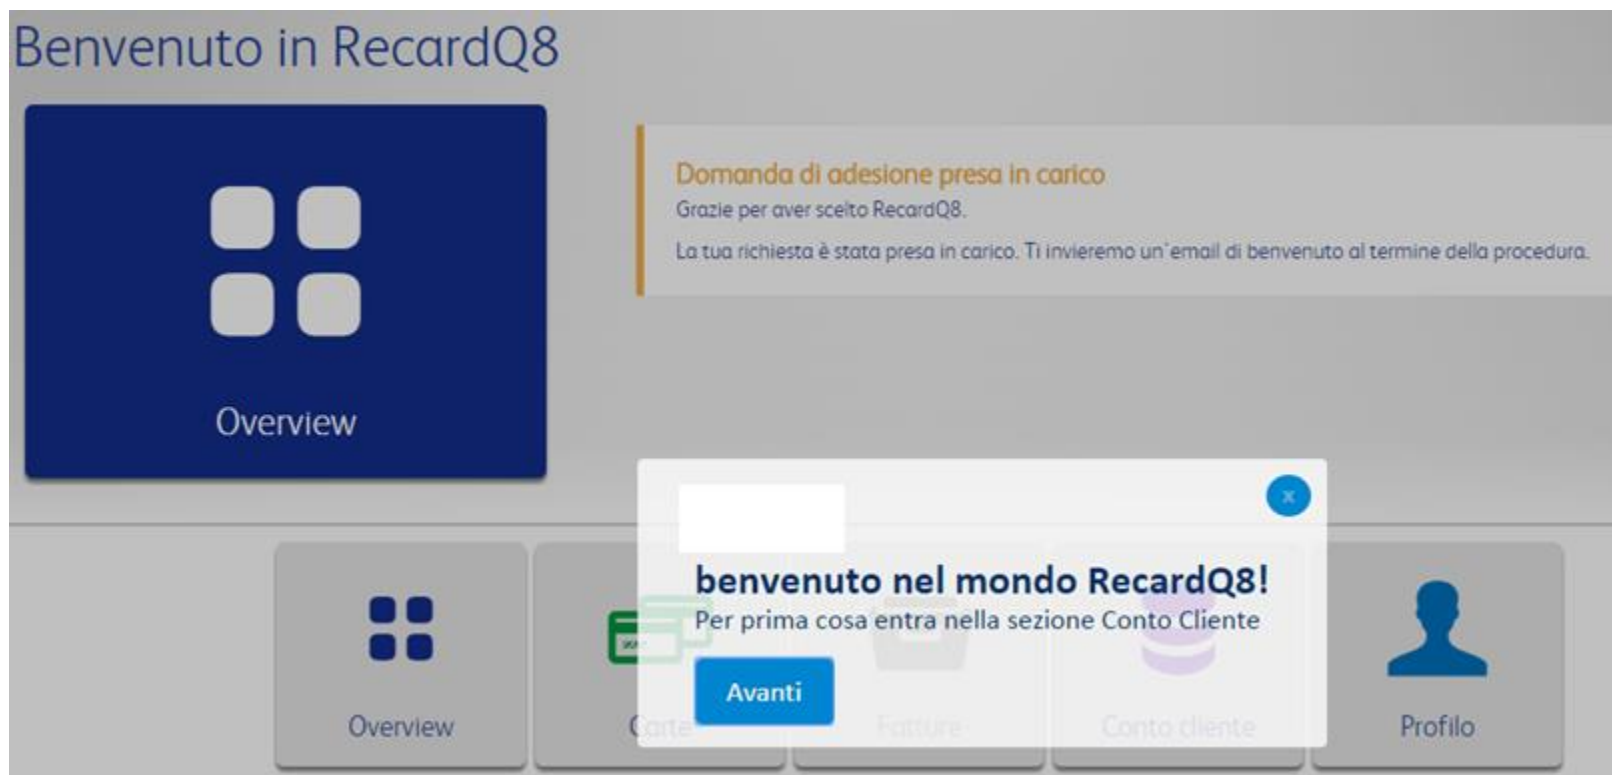 Benvenuto in RecardQ8
Overview
Domanda di adesione presa in carico
Grazie per aver scelto RecardQ8.
La tua richiesta è stata presa in carico. Ti invieremo un'email di benvenuto al termine della procedura.
x
benvenuto nel mondo RecardQ8!
Per prima cosa entra nella sezione Conto Cliente
Avanti
Overview
Carte
Fatture
Conto cliente
Profilo